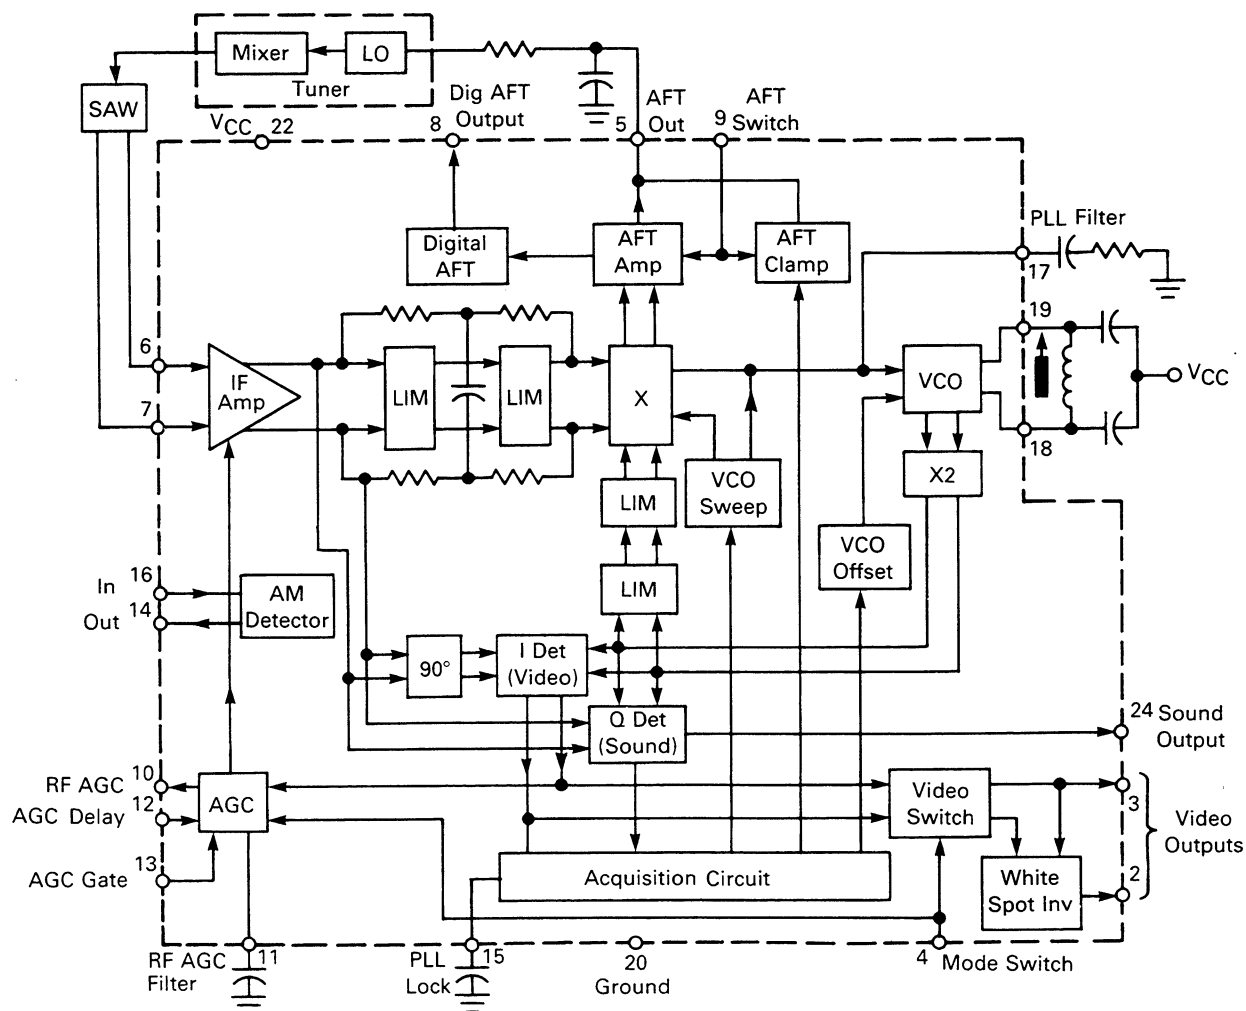 Mixer
LO
Tuner
SAW
VCC 22
Dig AFT
Output
8
AFT
Out
5
AFT
Switch
9
PLL Filter
17
Digital
AFT
AFT
Amp
AFT
Clamp
19
6
7
IF
Amp
LIM
LIM
X
VCO
VCC
18
X2
LIM
VCO
Sweep
VCO
Offset
LIM
In 16
Out 14
AM
Detector
90°
I Det
(Video)
Q Det
(Sound)
24 Sound
Output
RF AGC 10
AGC Delay 12
AGC
Video
Switch
3
Video
Outputs
AGC Gate 13
Acquisition Circuit
White
Spot Inv
2
RF AGC
Filter
11
PLL
Lock
15
20
Ground
4
Mode Switch